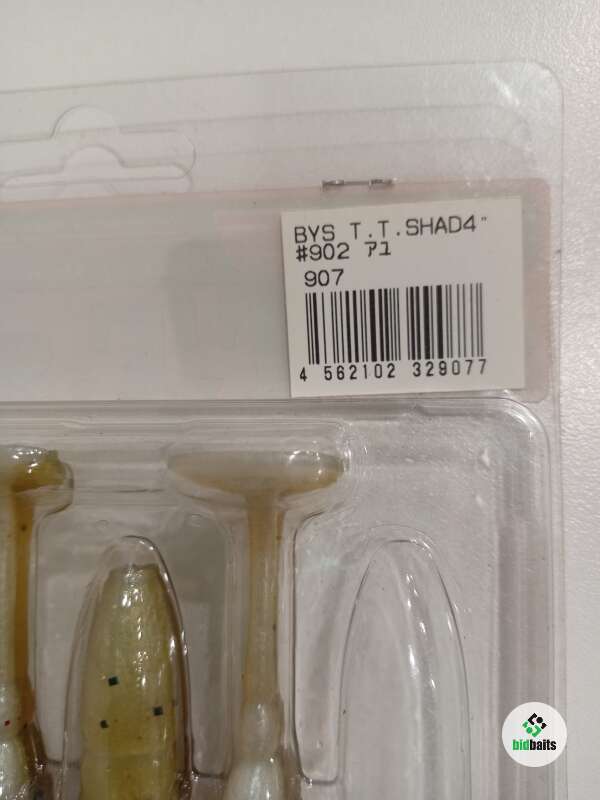 BYS T.T.SHAD4"
#902 アユ
907
4 562102 329077
bidbaits